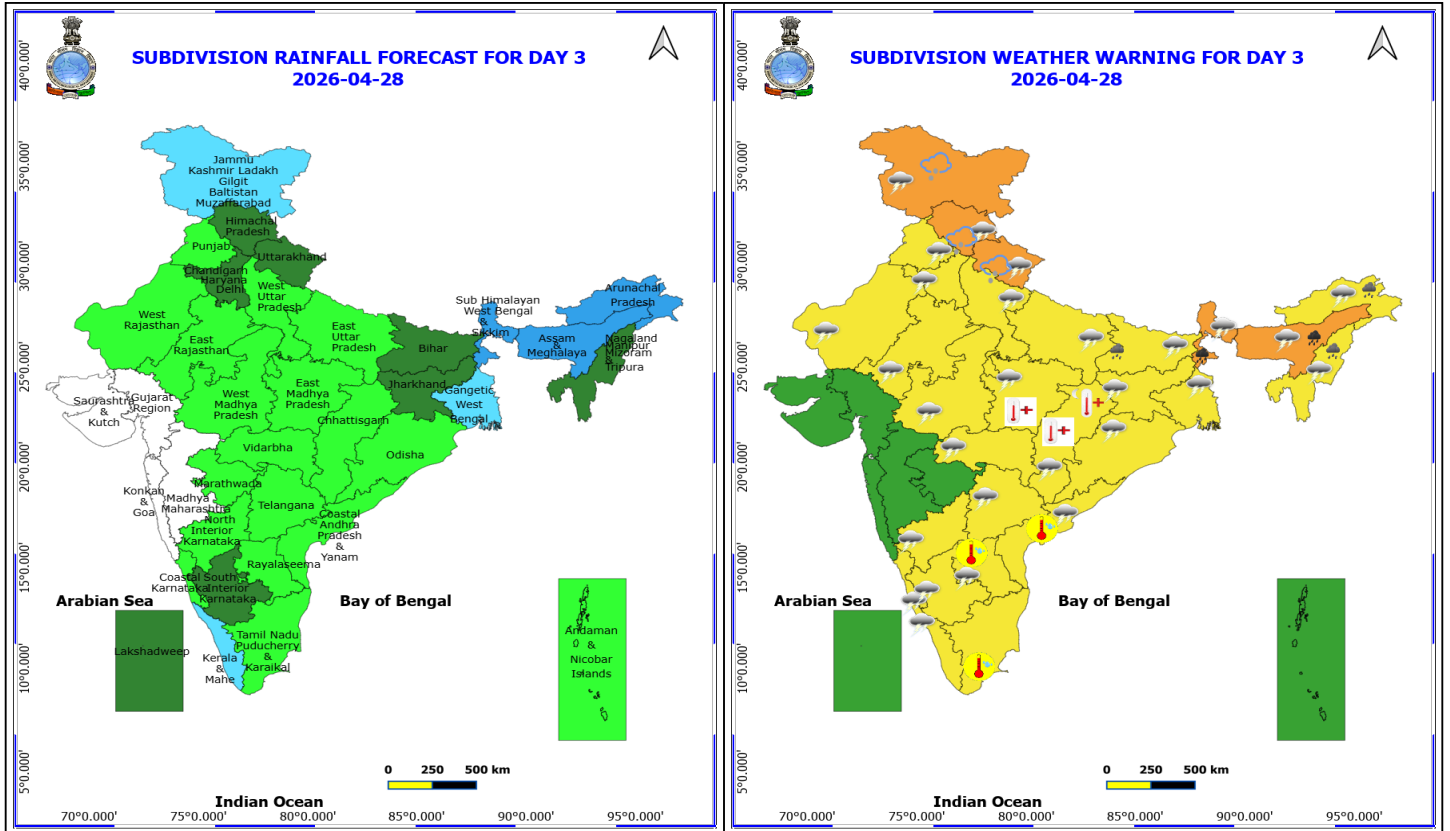 SUBDIVISION RAINFALL FORECAST FOR DAY 3
2026-04-28
40°0.000'
35°0.000'
30°0.000'
25°0.000'
20°0.000'
15°0.000'
10°0.000'
5°0.000'
Jammu
Kashmir Ladakh
Gilgit
Baltistan
Muzaffarabad
Himachal
Pradesh
Punjab
Uttarakhand
Chandigarh
Haryana
Delhi
West
Uttar
Pradesh
West
Rajasthan
East
Rajasthan
East
Uttar
Pradesh
Sub Himalayan
West Bengal
&
Sikkim
Arunachal
Pradesh
Assam
&
Meghalaya
Nagaland
Manipur
Mizoram
&
Tripura
Bihar
Jharkhand
Gangetic
West
Bengal
Saurashtra
&
Kutch
Gujarat
Region
West
Madhya
Pradesh
East
Madhya
Pradesh
Chhattisgarh
Vidarbha
Odisha
Konkan
&
Goa
Madhya
Maharashtra
Marathwada
Telangana
North
Interior
Karnataka
Coastal
Andhra
Pradesh
&
Yanam
Rayalaseema
Coastal
Karnataka
South
Interior
Karnataka
Arabian Sea
Bay of Bengal
Lakshadweep
Kerala
&
Mahe
Tamil Nadu
Puducherry
&
Karaikal
Andaman
&
Nicobar
Islands
0 250 500 km
Indian Ocean
70°0.000' 75°0.000' 80°0.000' 85°0.000' 90°0.000' 95°0.000'
SUBDIVISION WEATHER WARNING FOR DAY 3
2026-04-28
40°0.000'
35°0.000'
30°0.000'
25°0.000'
20°0.000'
15°0.000'
10°0.000'
5°0.000'
Arabian Sea
Bay of Bengal
0 250 500 km
Indian Ocean
70°0.000' 75°0.000' 80°0.000' 85°0.000' 90°0.000' 95°0.000'